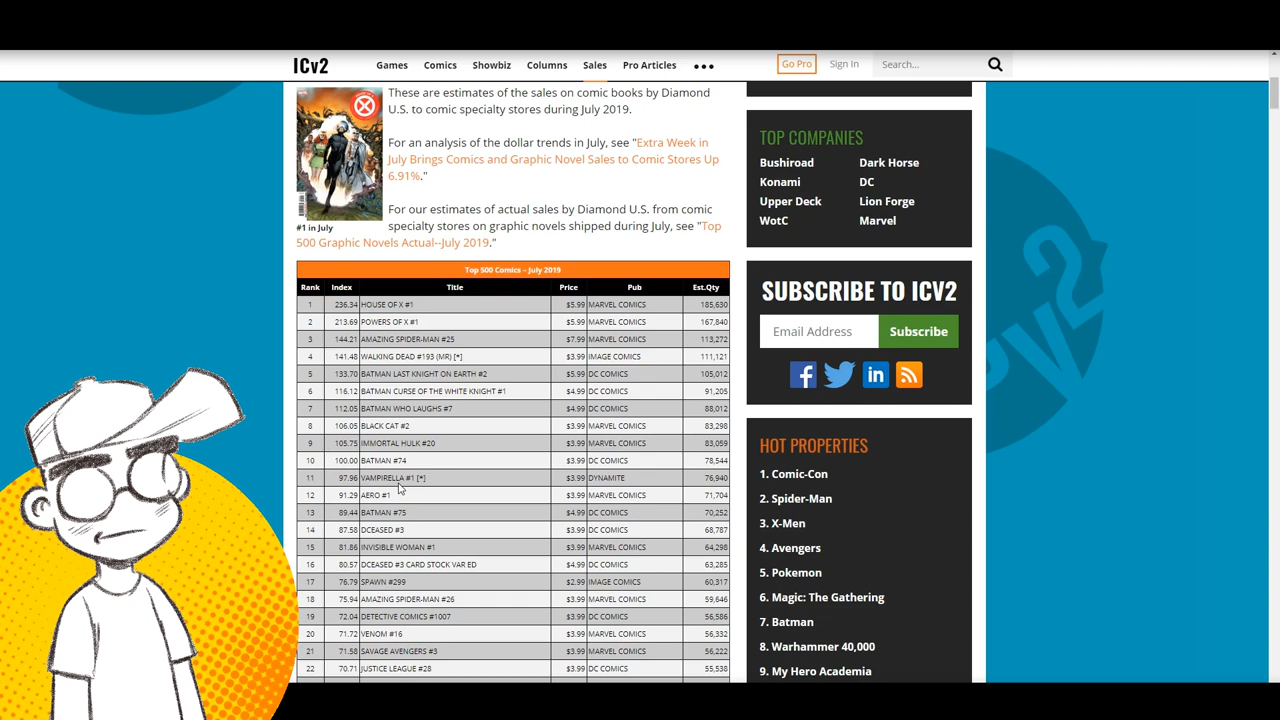 ICv2
Games Comics Showbiz Columns Sales Pro Articles ••• Go Pro Sign In Search...
These are estimates of the sales on comic books by Diamond
U.S. to comic specialty stores during July 2019.
For an analysis of the dollar trends in July, see "Extra Week in
July Brings Comics and Graphic Novel Sales to Comic Stores Up
6.91%."
For our estimates of actual sales by Diamond U.S. from comic
#1 in July
specialty stores on graphic novels shipped during July, see "Top
500 Graphic Novels Actual--July 2019."
Top 500 Comics – July 2019
Rank Index Title Price Pub Est.Qty
1 236.34 HOUSE OF X #1 $5.99 MARVEL COMICS 185,630
2 213.69 POWERS OF X #1 $5.99 MARVEL COMICS 167,840
3 144.21 AMAZING SPIDER-MAN #25 $7.99 MARVEL COMICS 113,272
4 141.48 WALKING DEAD #193 (MR) [*] $3.99 IMAGE COMICS 111,121
5 133.70 BATMAN LAST KNIGHT ON EARTH #2 $5.99 DC COMICS 105,012
6 116.12 BATMAN CURSE OF THE WHITE KNIGHT #1 $4.99 DC COMICS 91,205
7 112.05 BATMAN WHO LAUGHS #7 $4.99 DC COMICS 88,012
8 106.05 BLACK CAT #2 $3.99 MARVEL COMICS 83,298
9 105.75 IMMORTAL HULK #20 $3.99 MARVEL COMICS 83,059
10 100.00 BATMAN #74 $3.99 DC COMICS 78,544
11 97.96 VAMPIRELLA #1 [*] $3.99 DYNAMITE 76,940
12 91.29 AERO #1 $3.99 MARVEL COMICS 71,704
13 89.44 BATMAN #75 $4.99 DC COMICS 70,252
14 87.58 DCEASED #3 $3.99 DC COMICS 68,787
15 81.86 INVISIBLE WOMAN #1 $3.99 MARVEL COMICS 64,298
16 80.57 DCEASED #3 CARD STOCK VAR ED $4.99 DC COMICS 63,285
17 76.79 SPAWN #299 $2.99 IMAGE COMICS 60,317
18 75.94 AMAZING SPIDER-MAN #26 $3.99 MARVEL COMICS 59,646
19 72.04 DETECTIVE COMICS #1007 $3.99 DC COMICS 56,586
20 71.72 VENOM #16 $3.99 MARVEL COMICS 56,332
21 71.58 SAVAGE AVENGERS #3 $3.99 MARVEL COMICS 56,222
22 70.71 JUSTICE LEAGUE #28 $3.99 DC COMICS 55,538
TOP COMPANIES
Bushiroad Dark Horse
Konami DC
Upper Deck Lion Forge
WotC Marvel
SUBSCRIBE TO ICV2
Email Address Subscribe
HOT PROPERTIES
1. Comic-Con
2. Spider-Man
3. X-Men
4. Avengers
5. Pokemon
6. Magic: The Gathering
7. Batman
8. Warhammer 40,000
9. My Hero Academia